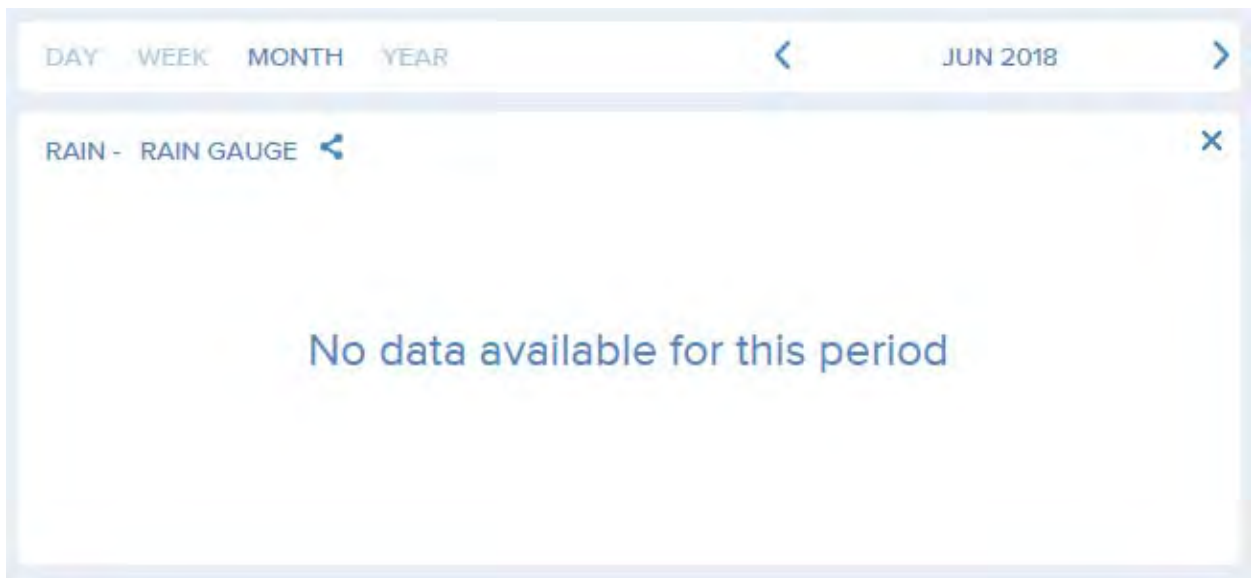 DAY WEEK MONTH YEAR JUN 2018
RAIN - RAIN GAUGE
No data available for this period